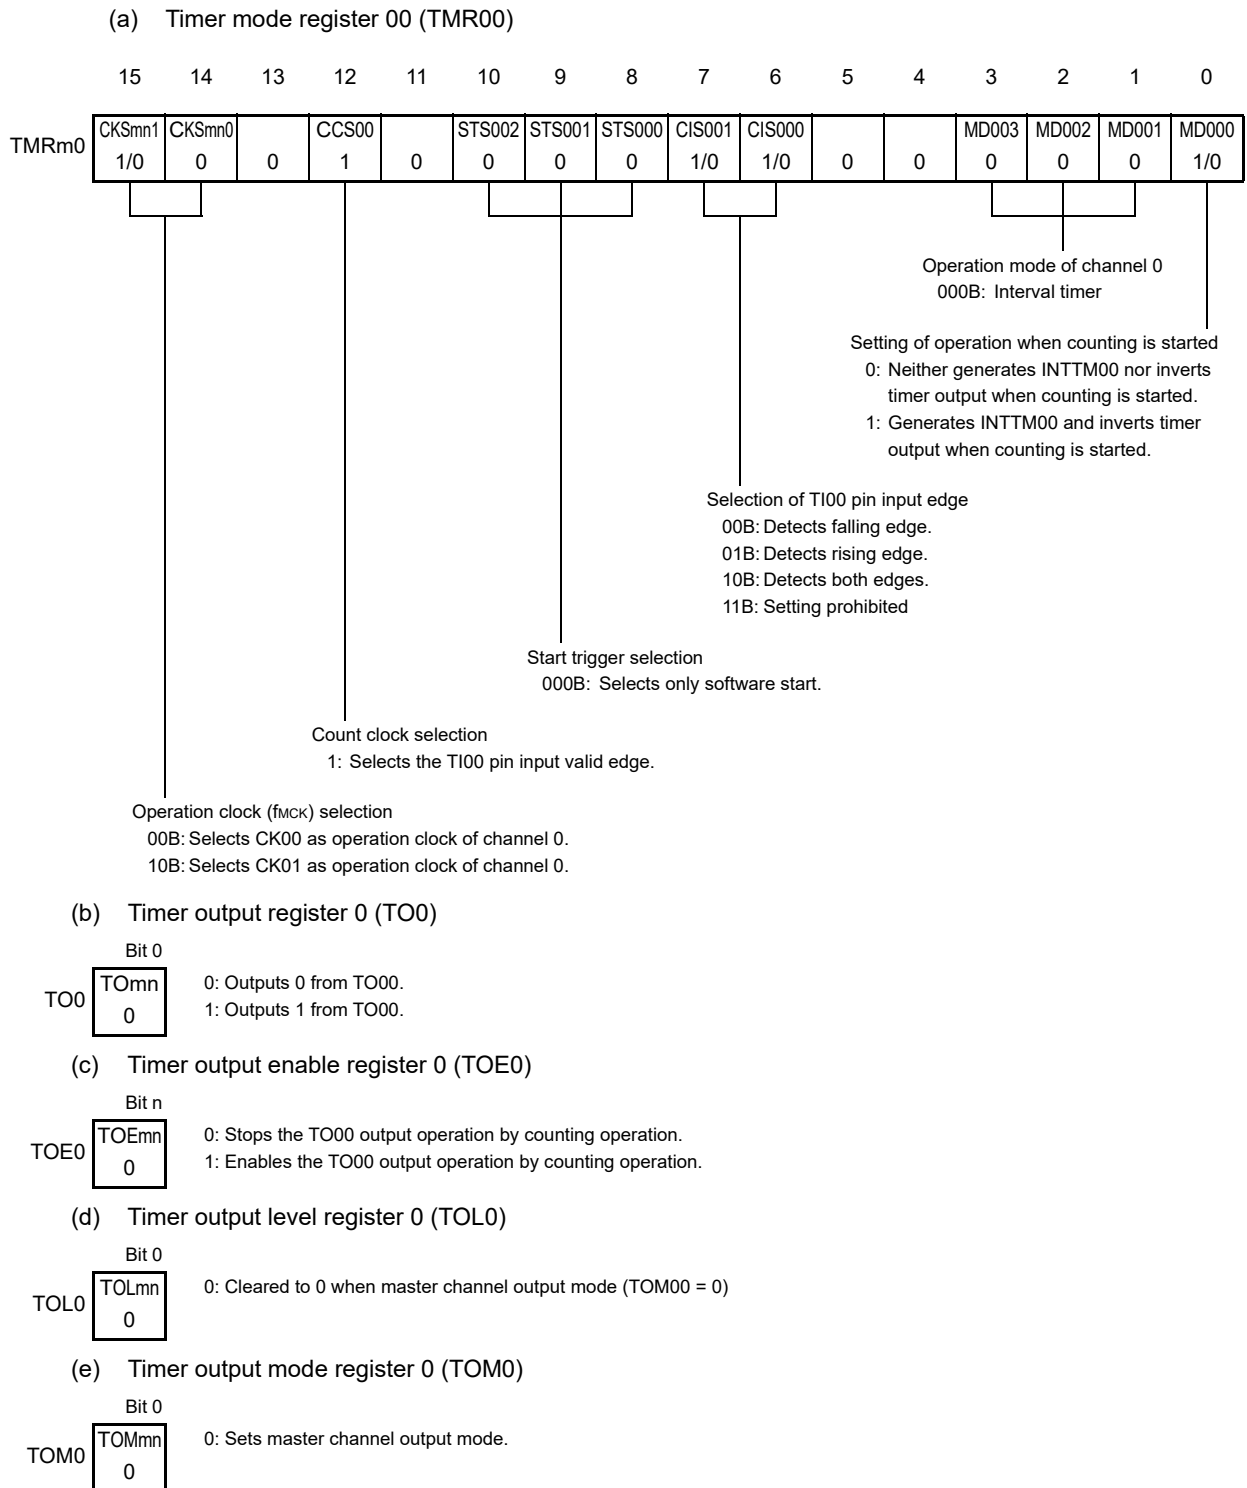 (a) Timer mode register 00 (TMR00)
15 14 13 12 11 10 9 8 7 6 5 4 3 2 1 0
TMRm0
CKSmn1 CKSmn0 CCS00 STS002 STS001 STS000 CIS001 CIS000 MD003 MD002 MD001 MD000
1/0 0 0 1 0 0 0 0 1/0 1/0 0 0 0 0 0 1/0
Operation mode of channel 0
000B: Interval timer
Setting of operation when counting is started
0: Neither generates INTTM00 nor inverts
timer output when counting is started.
1: Generates INTTM00 and inverts timer
output when counting is started.
Selection of TI00 pin input edge
00B: Detects falling edge.
01B: Detects rising edge.
10B: Detects both edges.
11B: Setting prohibited
Start trigger selection
000B: Selects only software start.
Count clock selection
1: Selects the TI00 pin input valid edge.
Operation clock (fMCK) selection
00B: Selects CK00 as operation clock of channel 0.
10B: Selects CK01 as operation clock of channel 0.
(b) Timer output register 0 (TO0)
Bit 0
TO0
TOmn
0
0: Outputs 0 from TO00.
1: Outputs 1 from TO00.
(c) Timer output enable register 0 (TOE0)
Bit n
TOE0
TOEmn
0
0: Stops the TO00 output operation by counting operation.
1: Enables the TO00 output operation by counting operation.
(d) Timer output level register 0 (TOL0)
Bit 0
TOL0
TOLmn
0
0: Cleared to 0 when master channel output mode (TOM00 = 0)
(e) Timer output mode register 0 (TOM0)
Bit 0
TOM0
TOMmn
0
0: Sets master channel output mode.